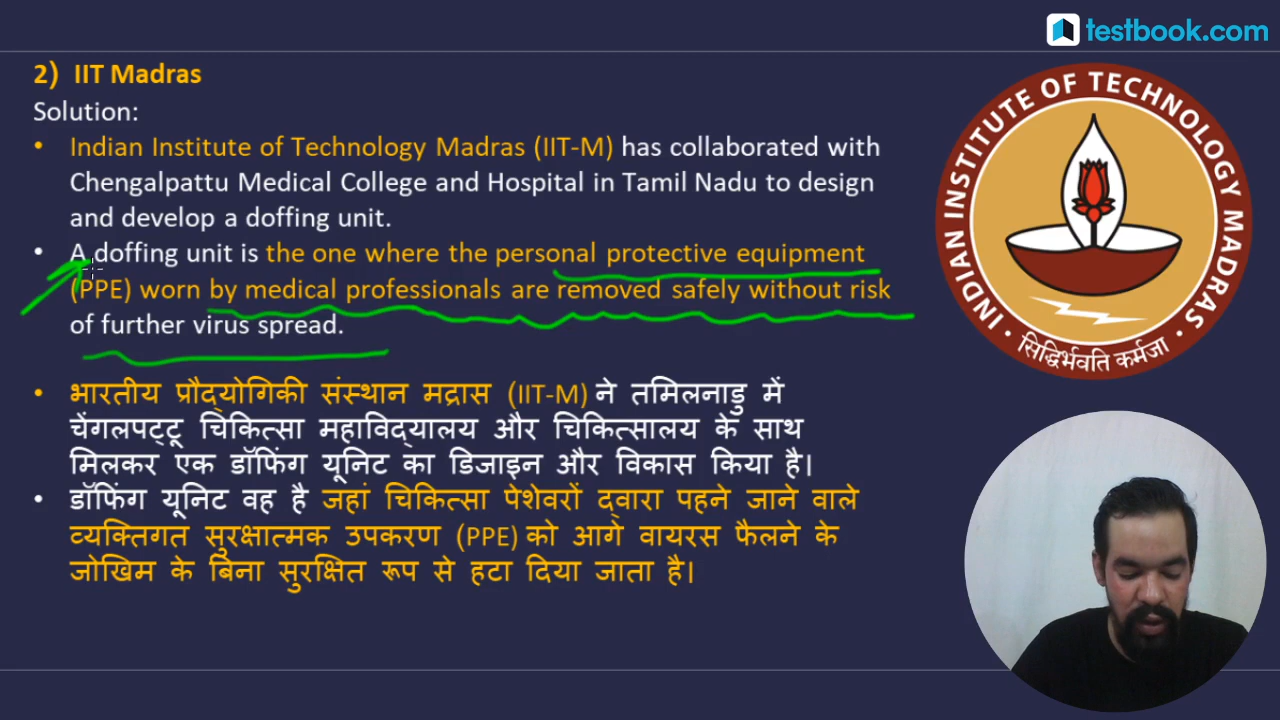 testbook.com
2) IIT Madras
Solution:
• Indian Institute of Technology Madras (IIT-M) has collaborated with
Chengalpattu Medical College and Hospital in Tamil Nadu to design
and develop a doffing unit.
• A doffing unit is the one where the personal protective equipment
(PPE) worn by medical professionals are removed safely without risk
of further virus spread.
• भारतीय प्रौद्योगिकी संस्थान मद्रास (IIT-M) ने तमिलनाडु में
चेंगलपट्टू चिकित्सा महाविद्यालय और चिकित्सालय के साथ
मिलकर एक डॉफिंग यूनिट का डिजाइन और विकास किया है।
• डॉफिंग यूनिट वह है जहां चिकित्सा पेशेवरों द्वारा पहने जाने वाले
व्यक्तिगत सुरक्षात्मक उपकरण (PPE) को आगे वायरस फैलने के
जोखिम के बिना सुरक्षित रूप से हटा दिया जाता है।
INDIAN INSTITUTE OF TECHNOLOGY MADRAS
सिद्धिर्भवति कर्मजा